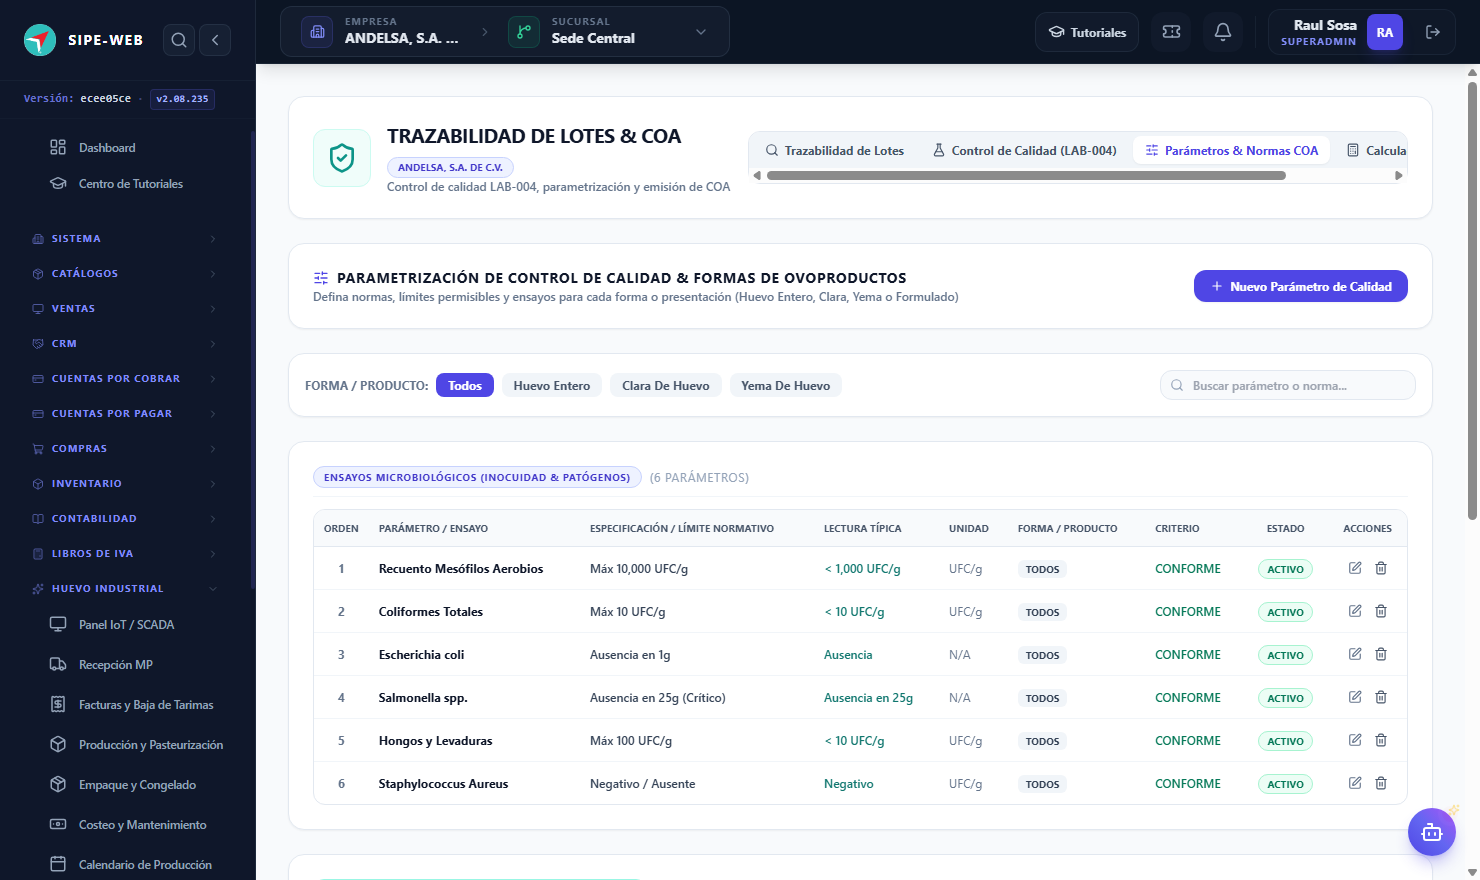 SIPE-WEB
Versión: ecee05ce · v2.08.235
Dashboard
Centro de Tutoriales
SISTEMA
CATÁLOGOS
VENTAS
CRM
CUENTAS POR COBRAR
CUENTAS POR PAGAR
COMPRAS
INVENTARIO
CONTABILIDAD
LIBROS DE IVA
HUEVO INDUSTRIAL
Panel IoT / SCADA
Recepción MP
Facturas y Baja de Tarimas
Producción y Pasteurización
Empaque y Congelado
Costeo y Mantenimiento
Calendario de Producción
EMPRESA
ANDELSA, S.A. ...
SUCURSAL
Sede Central
Tutoriales
Raul Sosa
SUPERADMIN
RA
TRAZABILIDAD DE LOTES & COA
ANDELSA, S.A. DE C.V.
Control de calidad LAB-004, parametrización y emisión de COA
Trazabilidad de Lotes
Control de Calidad (LAB-004)
Parámetros & Normas COA
Calcula
PARAMETRIZACIÓN DE CONTROL DE CALIDAD & FORMAS DE OVOPRODUCTOS
Defina normas, límites permisibles y ensayos para cada forma o presentación (Huevo Entero, Clara, Yema o Formulado)
Nuevo Parámetro de Calidad
FORMA / PRODUCTO: Todos Huevo Entero Clara De Huevo Yema De Huevo
Buscar parámetro o norma...
ENSAYOS MICROBIOLÓGICOS (INOCUIDAD & PATÓGENOS) (6 PARÁMETROS)
ORDEN PARÁMETRO / ENSAYO ESPECIFICACIÓN / LÍMITE NORMATIVO LECTURA TÍPICA UNIDAD FORMA / PRODUCTO CRITERIO ESTADO ACCIONES
1 Recuento Mesófilos Aerobios Máx 10,000 UFC/g < 1,000 UFC/g UFC/g TODOS CONFORME ACTIVO
2 Coliformes Totales Máx 10 UFC/g < 10 UFC/g UFC/g TODOS CONFORME ACTIVO
3 Escherichia coli Ausencia en 1g Ausencia N/A TODOS CONFORME ACTIVO
4 Salmonella spp. Ausencia en 25g (Crítico) Ausencia en 25g N/A TODOS CONFORME ACTIVO
5 Hongos y Levaduras Máx 100 UFC/g < 10 UFC/g UFC/g TODOS CONFORME ACTIVO
6 Staphylococcus Aureus Negativo / Ausente Negativo UFC/g TODOS CONFORME ACTIVO